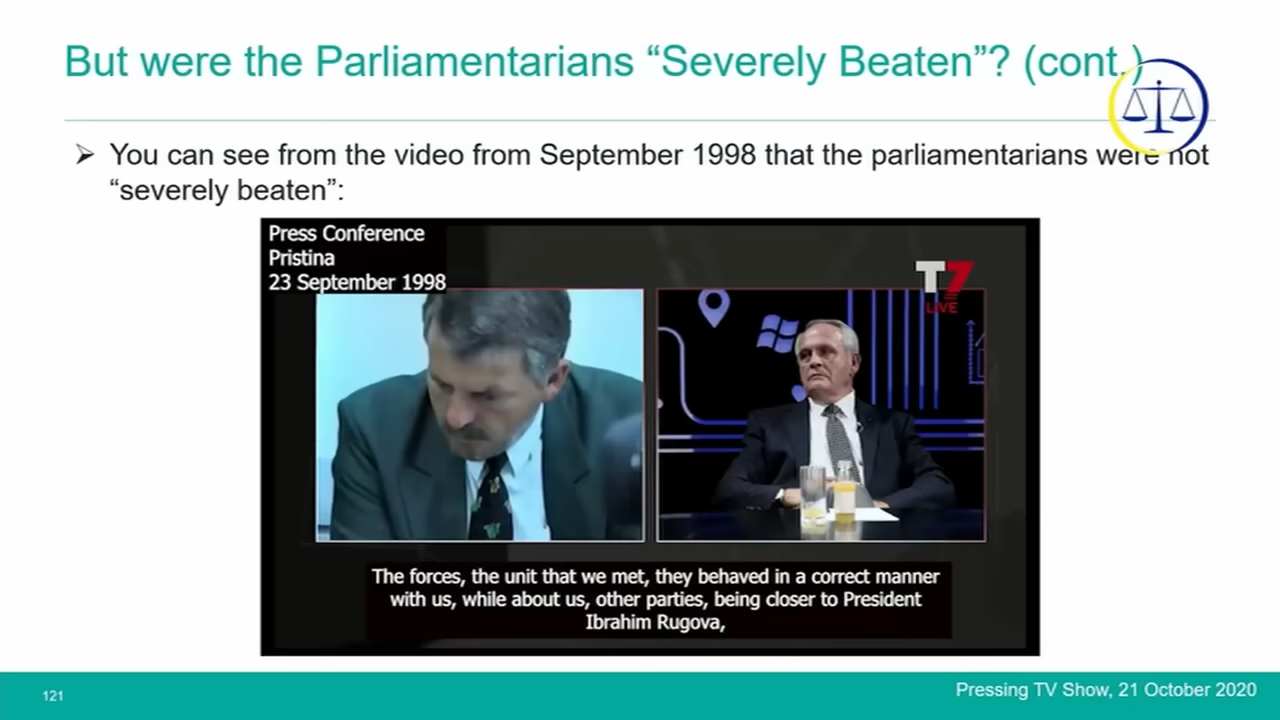 But were the Parliamentarians “Severely Beaten”? (cont.)
➢ You can see from the video from September 1998 that the parliamentarians were not
“severely beaten”:
Press Conference
Pristina
23 September 1998
T7
LIVE
The forces, the unit that we met, they behaved in a correct manner
with us, while about us, other parties, being closer to President
Ibrahim Rugova,
121
Pressing TV Show, 21 October 2020